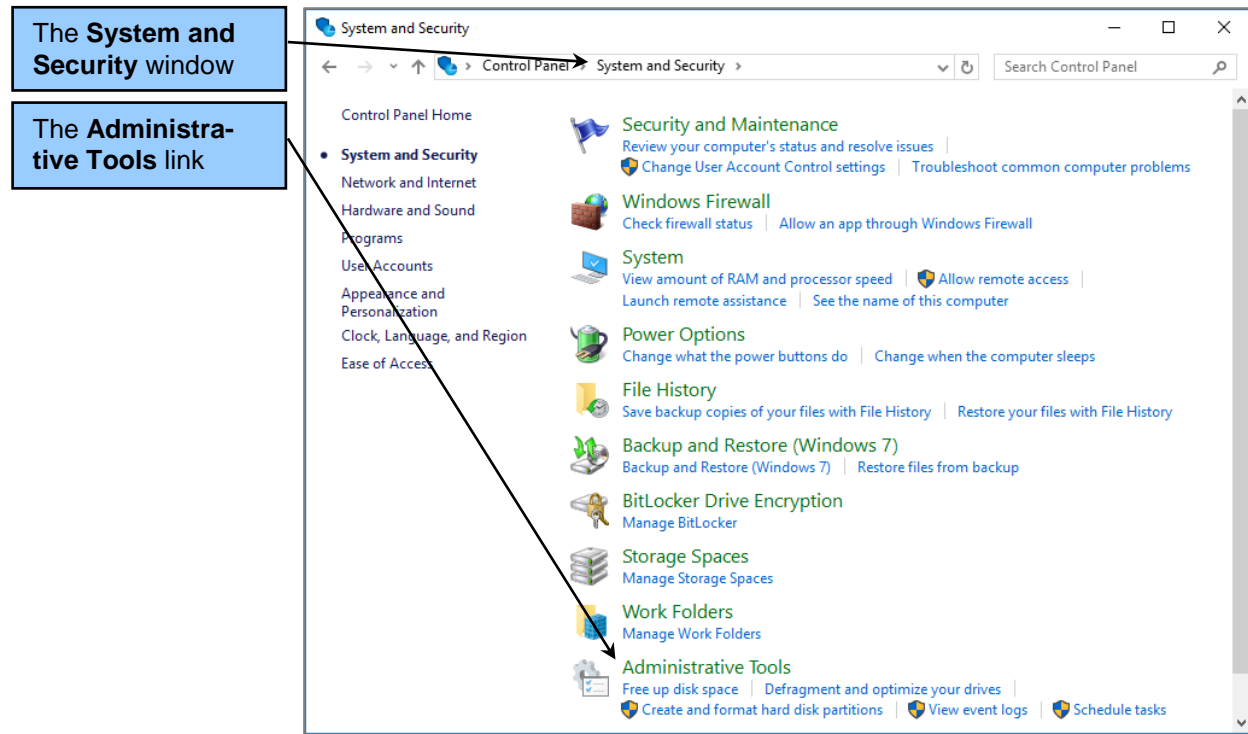 The System and
Security window
The Administra-
tive Tools link
System and Security
Control Panel > System and Security >
Search Control Panel
Control Panel Home
System and Security
Network and Internet
Hardware and Sound
Programs
User Accounts
Appearance and
Personalization
Clock, Language, and Region
Ease of Access
Security and Maintenance
Review your computer's status and resolve issues
Change User Account Control settings | Troubleshoot common computer problems
Windows Firewall
Check firewall status | Allow an app through Windows Firewall
System
View amount of RAM and processor speed | Allow remote access
Launch remote assistance | See the name of this computer
Power Options
Change what the power buttons do | Change when the computer sleeps
File History
Save backup copies of your files with File History | Restore your files with File History
Backup and Restore (Windows 7)
Backup and Restore (Windows 7) | Restore files from backup
BitLocker Drive Encryption
Manage BitLocker
Storage Spaces
Manage Storage Spaces
Work Folders
Manage Work Folders
Administrative Tools
Free up disk space | Defragment and optimize your drives
Create and format hard disk partitions | View event logs | Schedule tasks